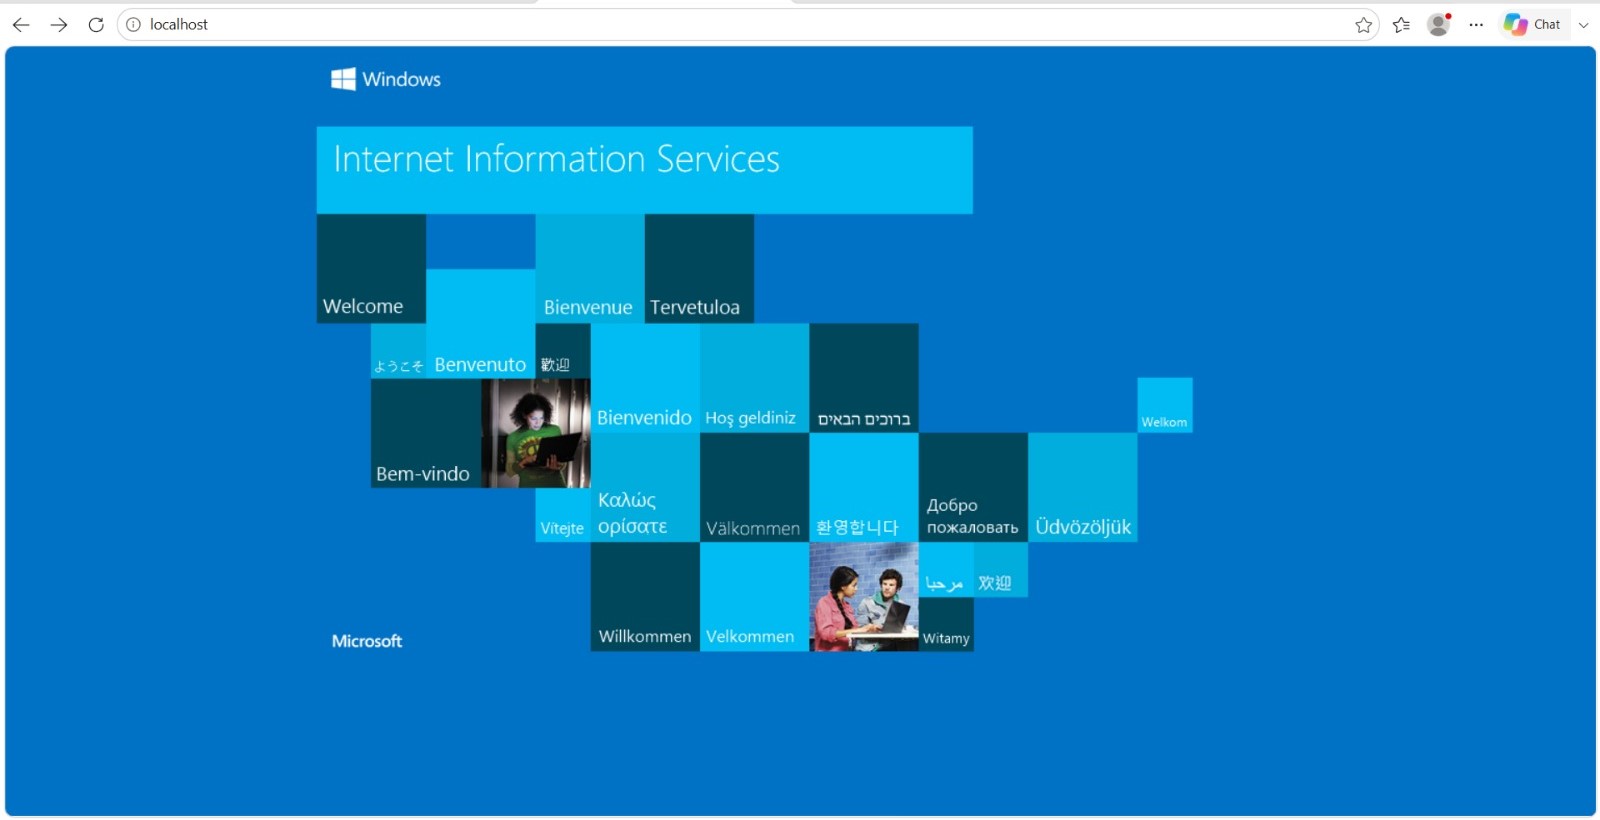 localhost
Chat
Windows
Internet Information Services
Welcome
Bienvenue
Tervetuloa
ようこそ
Benvenuto
歡迎
Bienvenido
Hoş geldiniz
ברוכים הבאים
Welkom
Bem-vindo
Vítejte
Καλώς
ορίσατε
Välkommen
환영합니다
Добро
пожаловать
Üdvözöljük
مرحبا
欢迎
Microsoft
Willkommen
Velkommen
Witamy